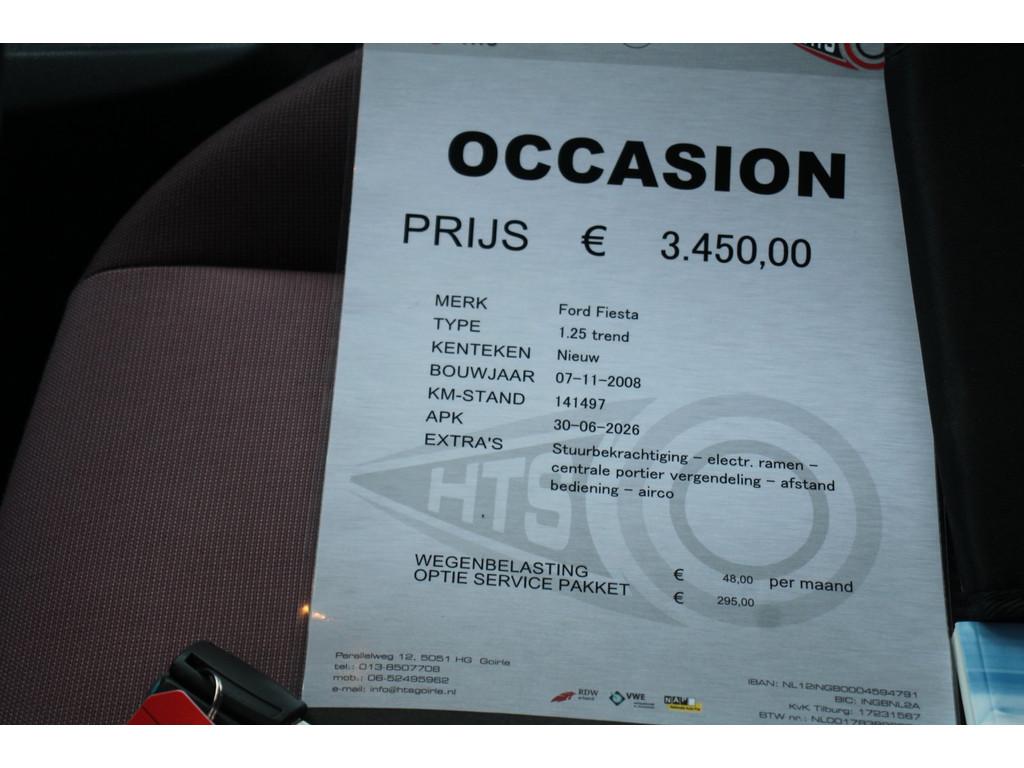 HTS
OCCASION
PRIJS € 3.450,00
MERK Ford Fiesta
TYPE 1.25 trend
KENTEKEN Nieuw
BOUWJAAR 07-11-2008
KM-STAND 141497
APK 30-06-2026
EXTRA'S Stuurbekrachtiging – electr. ramen –
centrale portier vergendeling – afstand
bediening – airco
HTS
WEGENBELASTING € 48,00 per maand
OPTIE SERVICE PAKKET € 295,00
Parallelweg 12, 5051 HG Goirle
tel.: 013-8507708
mob.: 06-52495962
e-mail: info@htsgoirle.nl
RDW
VWE
NAP
IBAN: NL12INGB0004594791
BIC: INGBNL2A
KvK Tilburg: 17231567
BTW nr.: